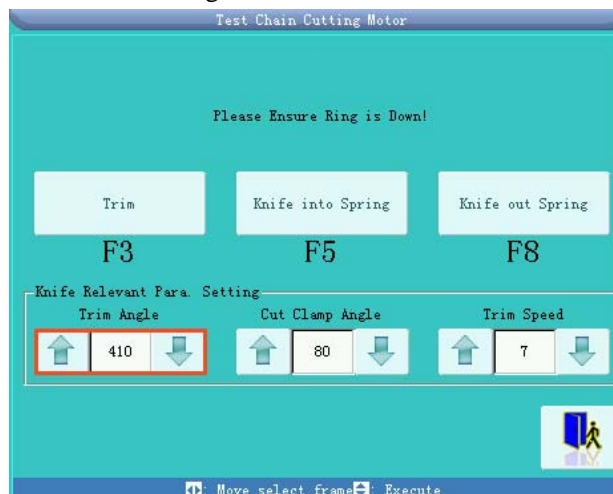 Test Chain Cutting Motor
Please Ensure Ring is Down!
Trim Knife into Spring Knife out Spring
F3 F5 F8
Knife Relevant Para. Setting
Trim Angle Cut Clamp Angle Trim Speed
410 80 7
: Move select frame : Execute